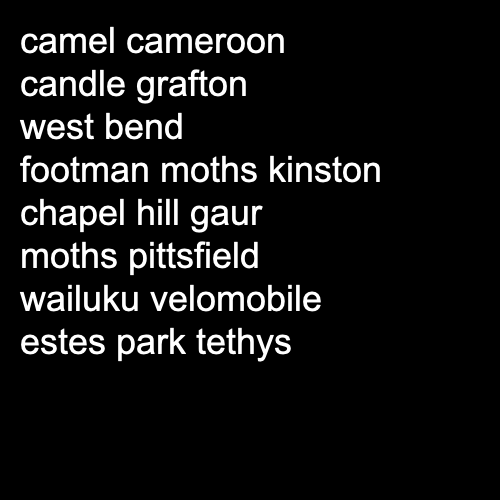 camel cameroon
candle grafton
west bend
footman moths kinston
chapel hill gaur
moths pittsfield
wailuku velomobile
estes park tethys